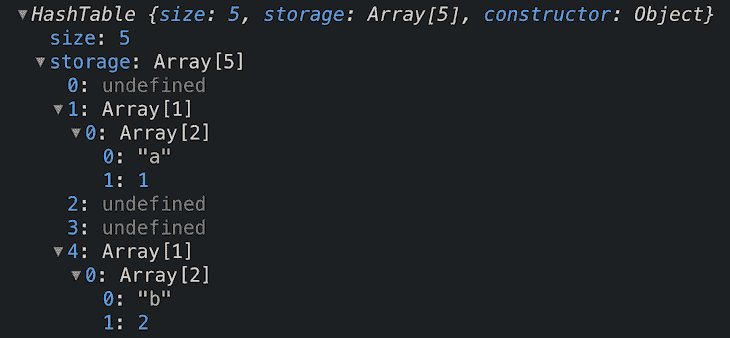 ▼HashTable {size: 5, storage: Array[5], constructor: Object}
size: 5
▼storage: Array[5]
0: undefined
▼1: Array[1]
▼0: Array[2]
0: "a"
1: 1
2: undefined
3: undefined
▼4: Array[1]
▼0: Array[2]
0: "b"
1: 2